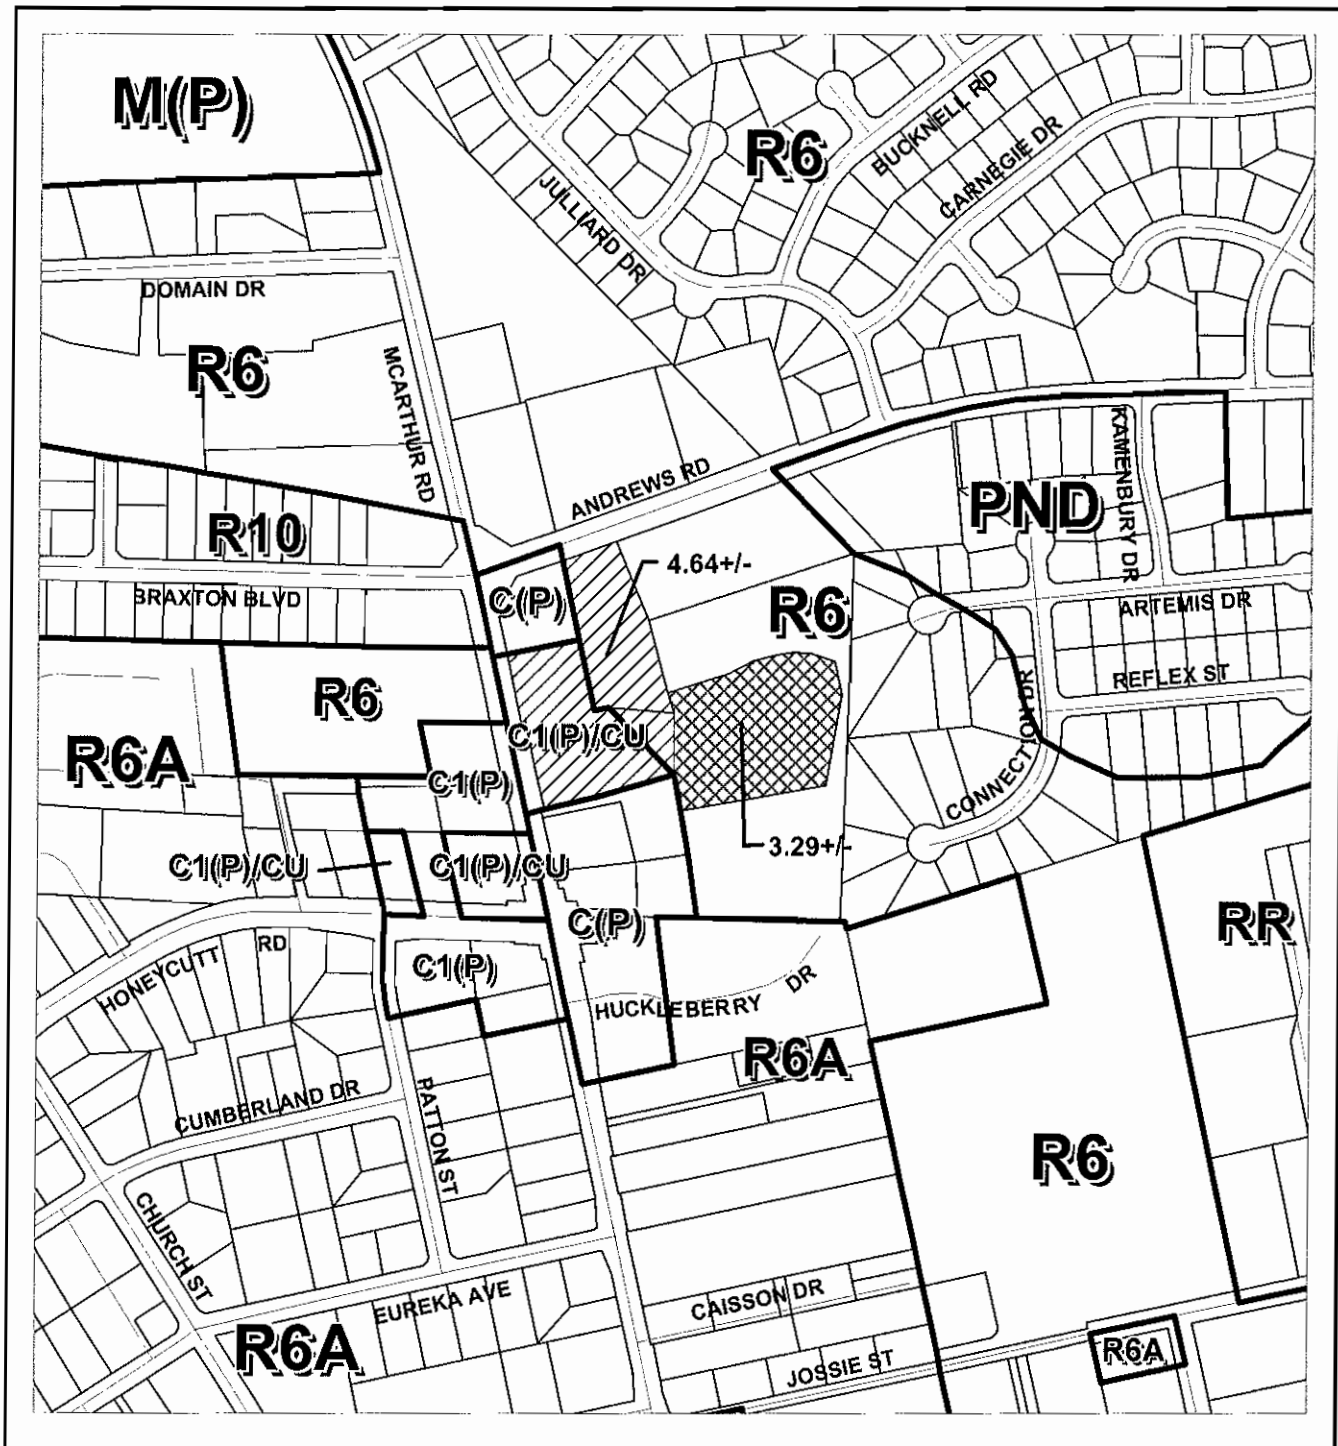 M(P)
R6
BUCKNELL RD
CARNEGIE DR
JULLIARD DR
DOMAIN DR
R6
MCARTHUR RD
ANDREWS RD
KAMENBURY DR
PND
R10
4.64+/-
C(P)
R6
BRAXTON BLVD
ARTEMIS DR
REFLEX ST
R6
C1(P)/CU
CONNECTION DR
R6A
C1(P)
3.29+/-
C1(P)/CU
C1(P)/CU
C(P)
RR
HONEYCUTT RD
C1(P)
HUCKLEBERRY DR
R6A
CUMBERLAND DR
PATTON ST
R6
CHURCH ST
EUREKA AVE
CAISSON DR
R6A
JOSSIE ST
R6A